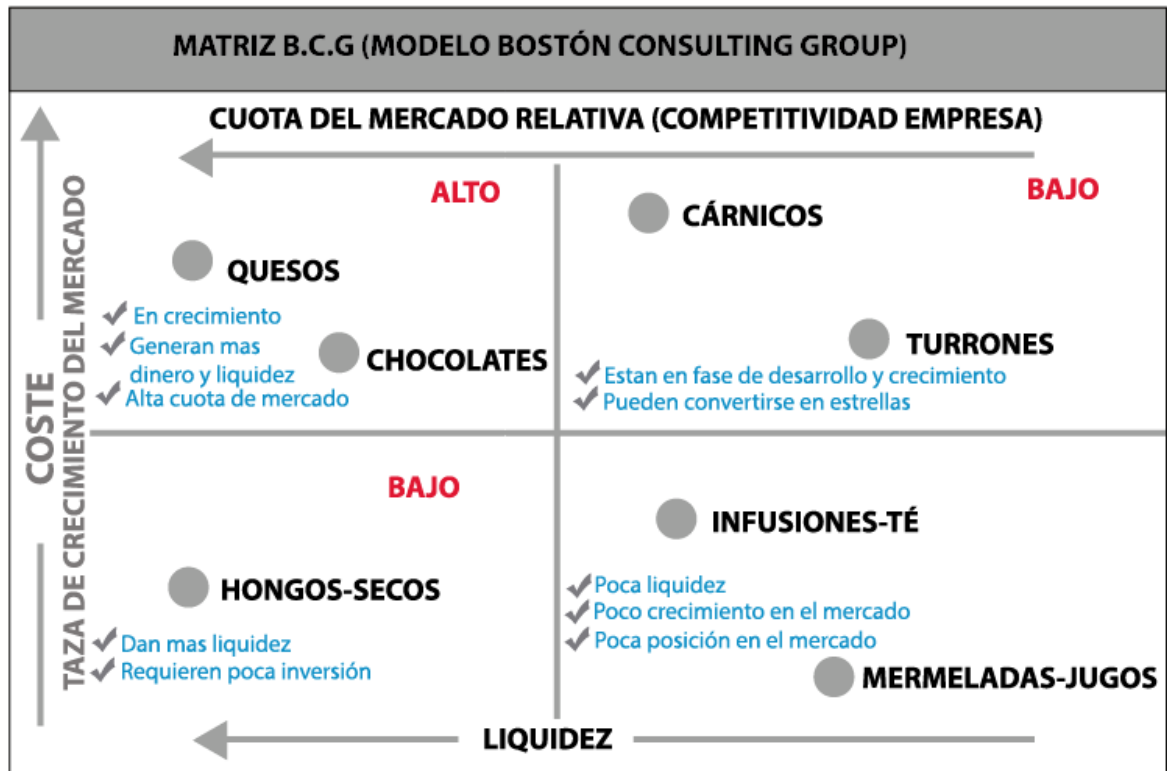 MATRIZ B.C.G (MODELO BOSTÓN CONSULTING GROUP)
CUOTA DEL MERCADO RELATIVA (COMPETITIVIDAD EMPRESA)
COSTE
TAZA DE CRECIMIENTO DEL MERCADO
ALTO
QUESOS
En crecimiento
Generan mas
dinero y liquidez
Alta cuota de mercado
CHOCOLATES
BAJO
CÁRNICOS
TURRONES
Estan en fase de desarrollo y crecimiento
Pueden convertirse en estrellas
BAJO
HONGOS-SECOS
Dan mas liquidez
Requieren poca inversión
INFUSIONES-TÉ
Poca liquidez
Poco crecimiento en el mercado
Poca posición en el mercado
MERMELADAS-JUGOS
LIQUIDEZ